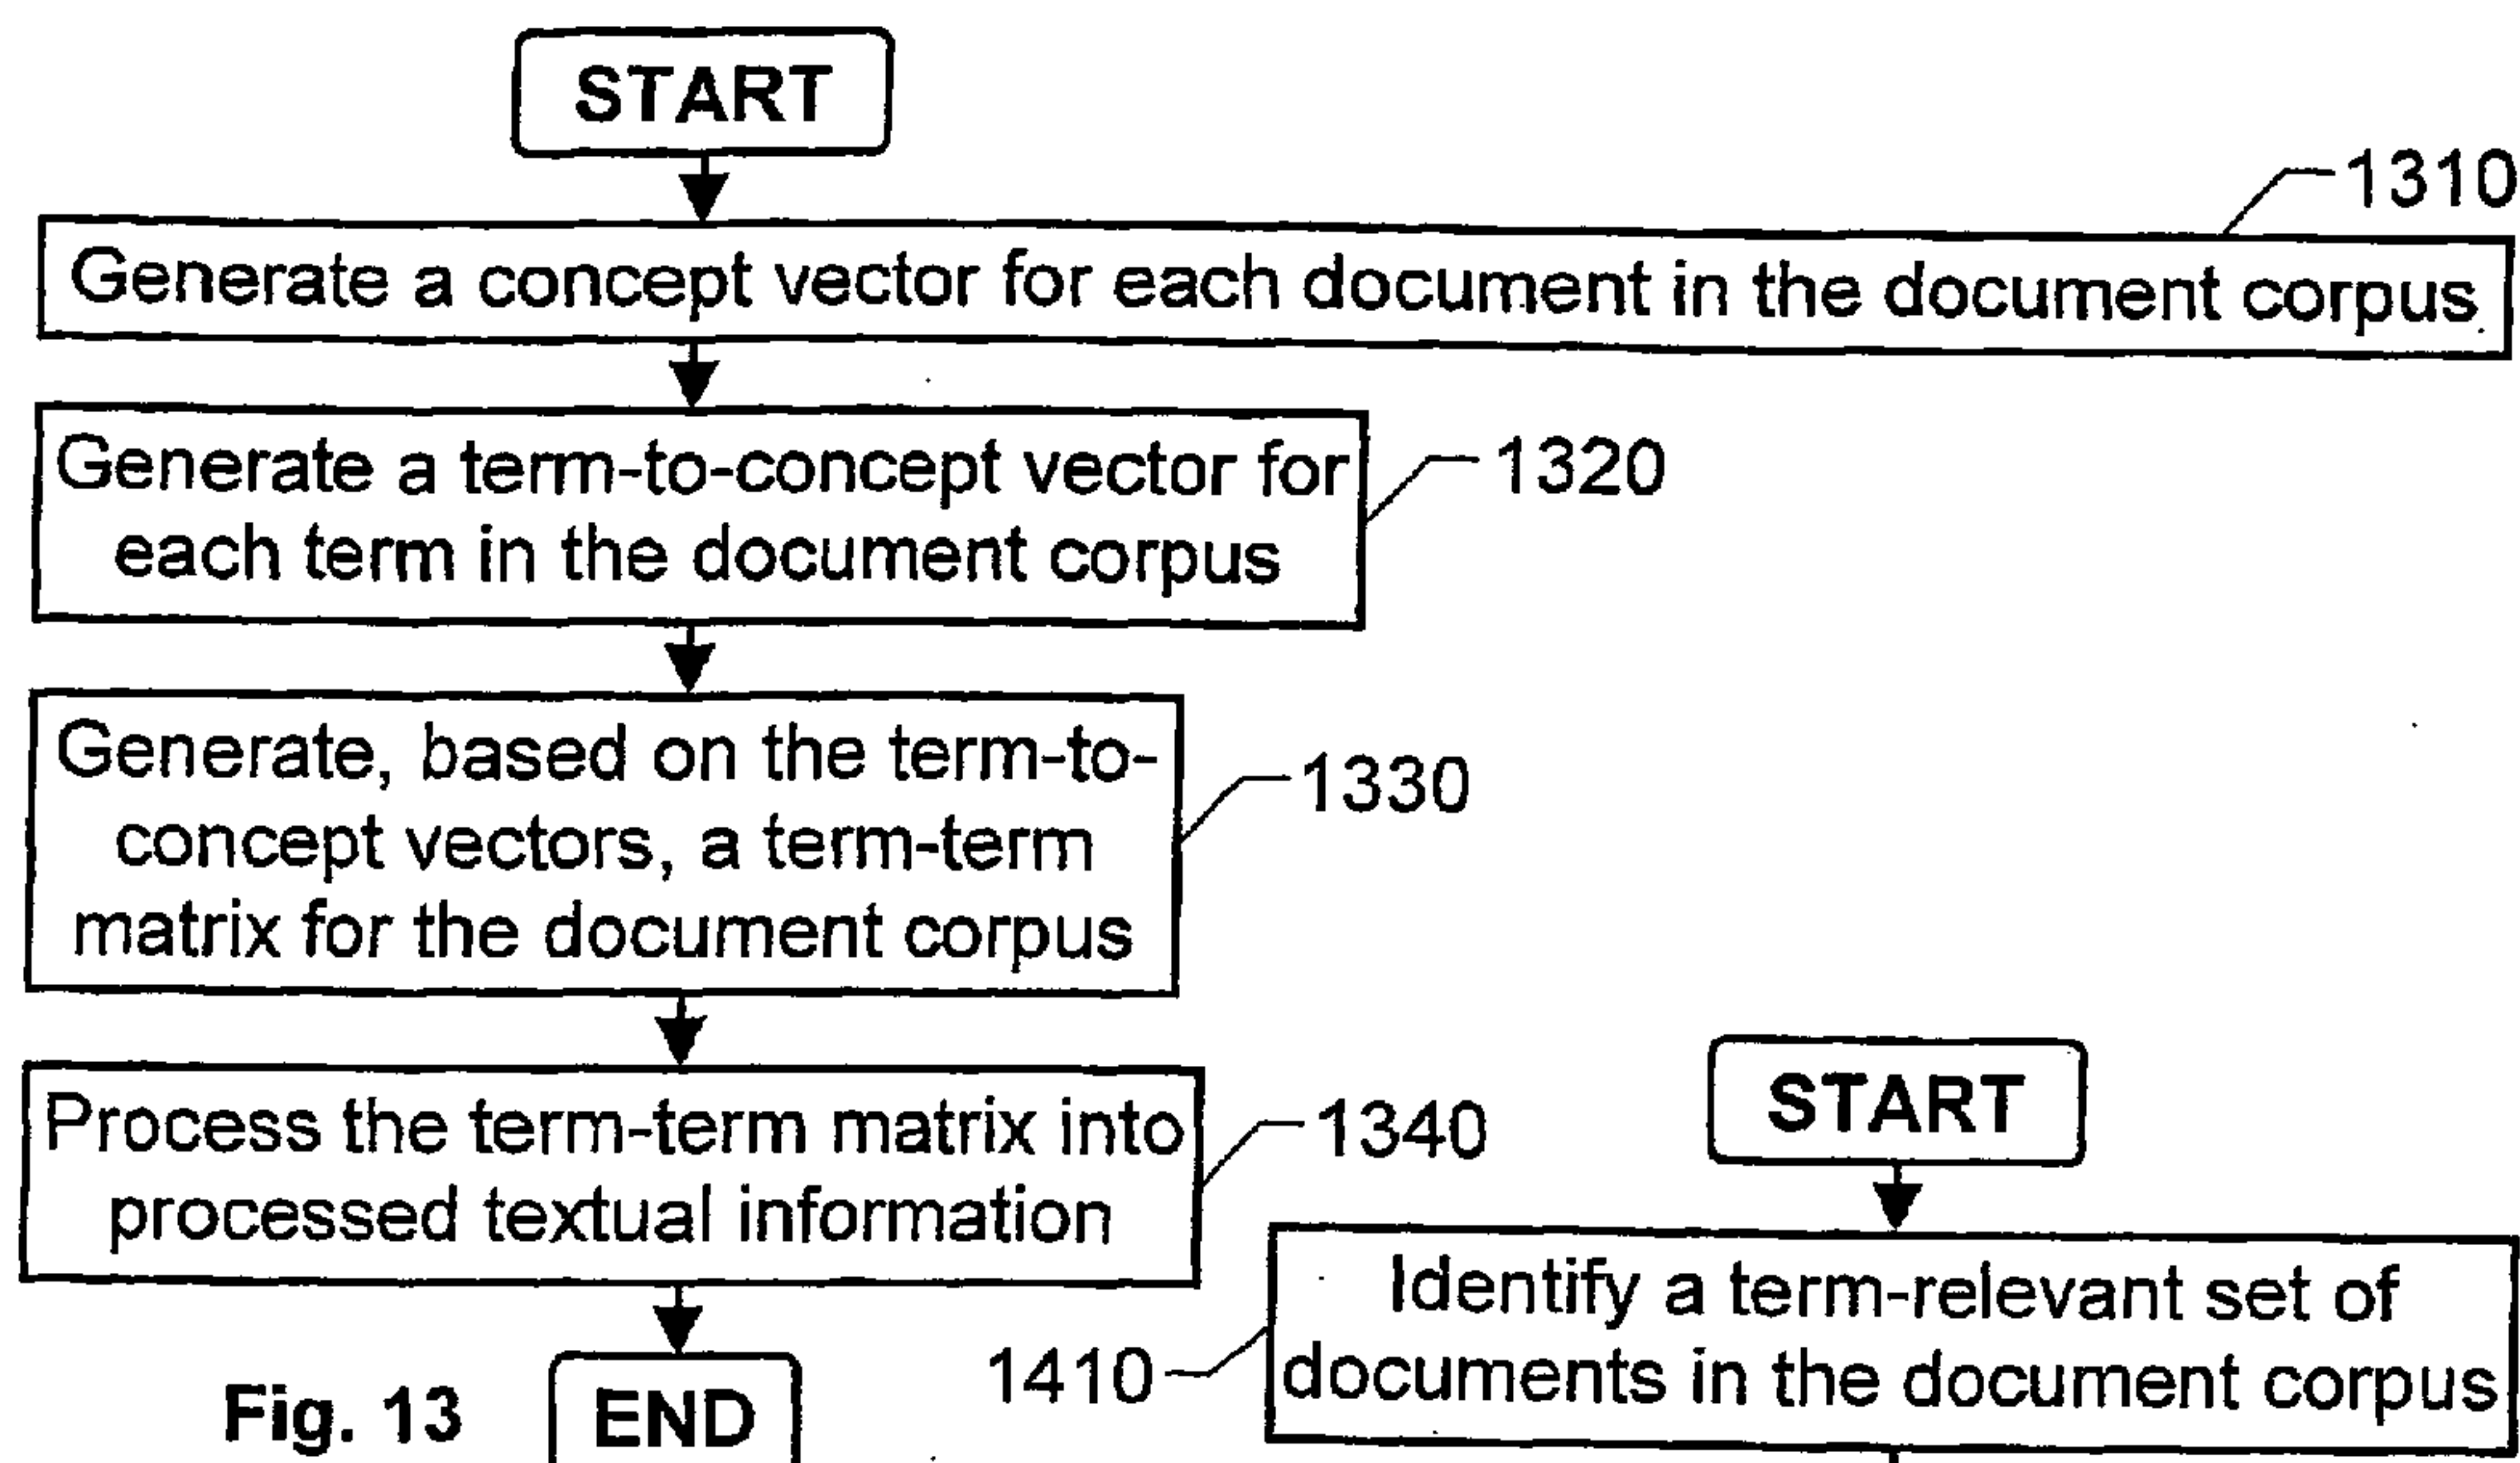 START
1310
Generate a concept vector for each document in the document corpus
Generate a term-to-concept vector for
each term in the document corpus
1320
Generate, based on the term-to-
concept vectors, a term-term
matrix for the document corpus
1330
Process the term-term matrix into
processed textual information
1340
Fig. 13
END
START
Identify a term-relevant set of
documents in the document corpus
1410